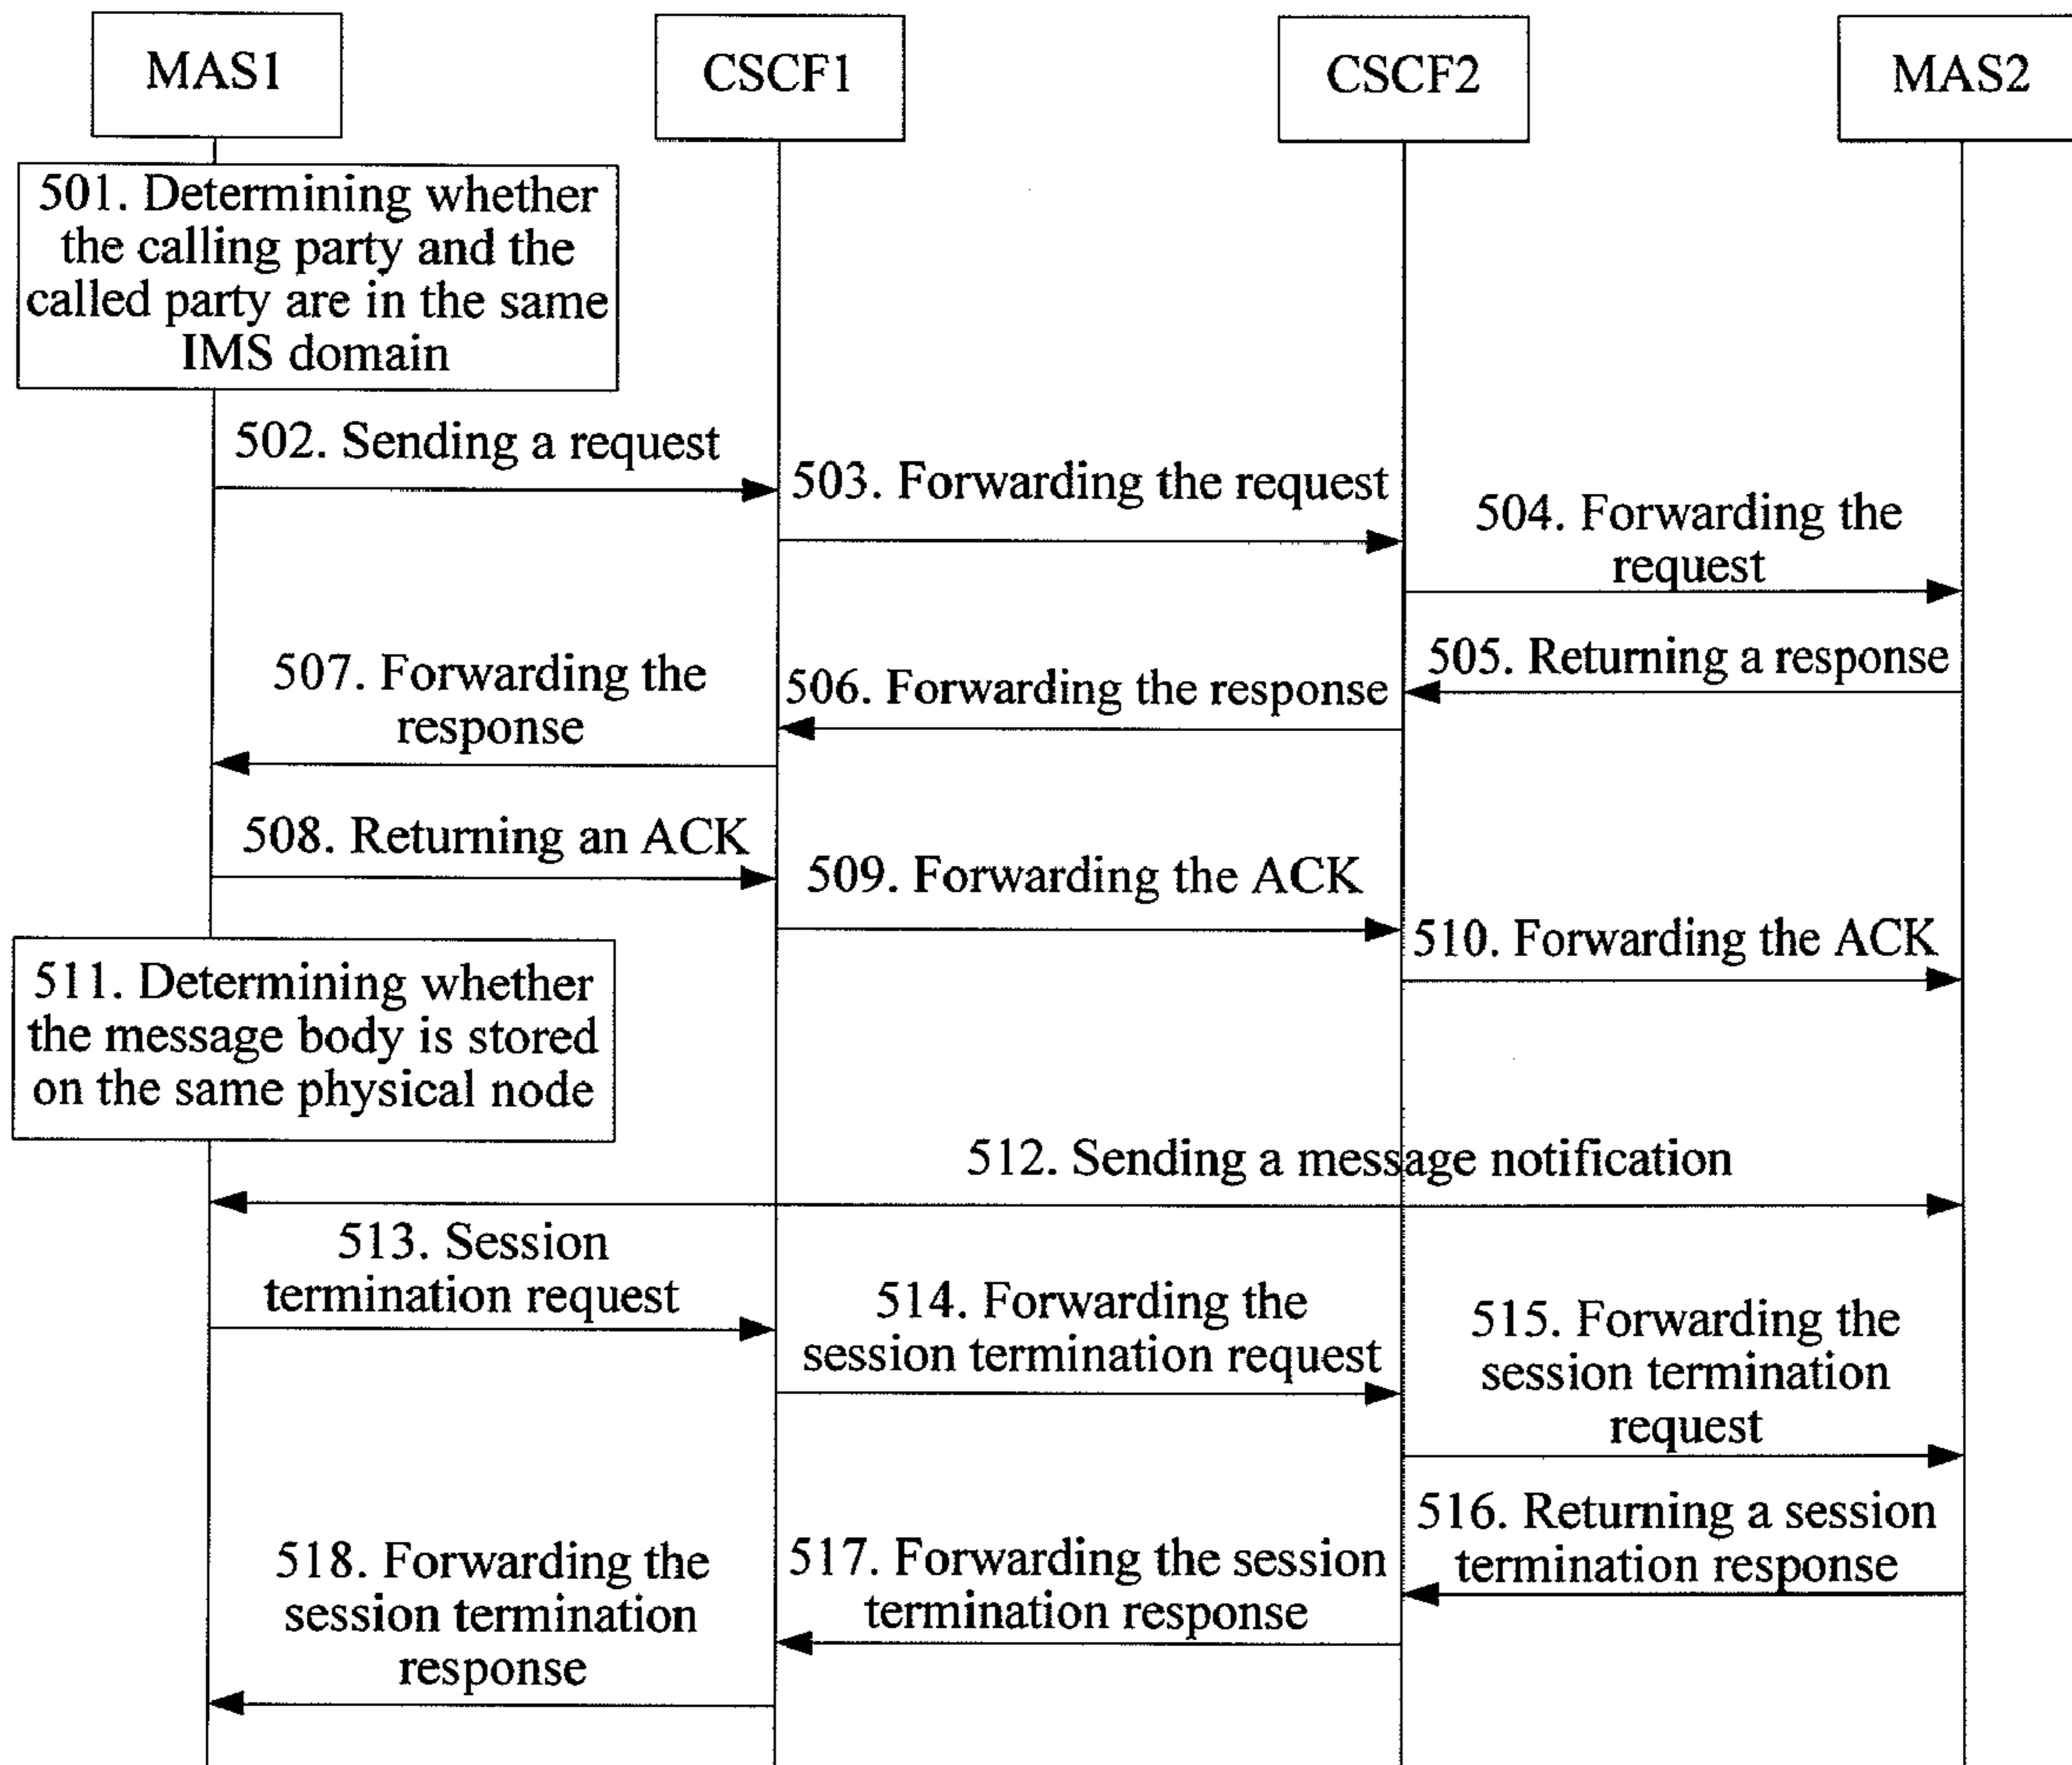 MAS1
CSCF1
CSCF2
MAS2
501. Determining whether
the calling party and the
called party are in the same
IMS domain
502. Sending a request
503. Forwarding the request
504. Forwarding the
request
505. Returning a response
506. Forwarding the response
507. Forwarding the
response
508. Returning an ACK
509. Forwarding the ACK
510. Forwarding the ACK
511. Determining whether
the message body is stored
on the same physical node
512. Sending a message notification
513. Session
termination request
514. Forwarding the
session termination request
515. Forwarding the
session termination
request
516. Returning a session
termination response
517. Forwarding the session
termination response
518. Forwarding the
session termination
response